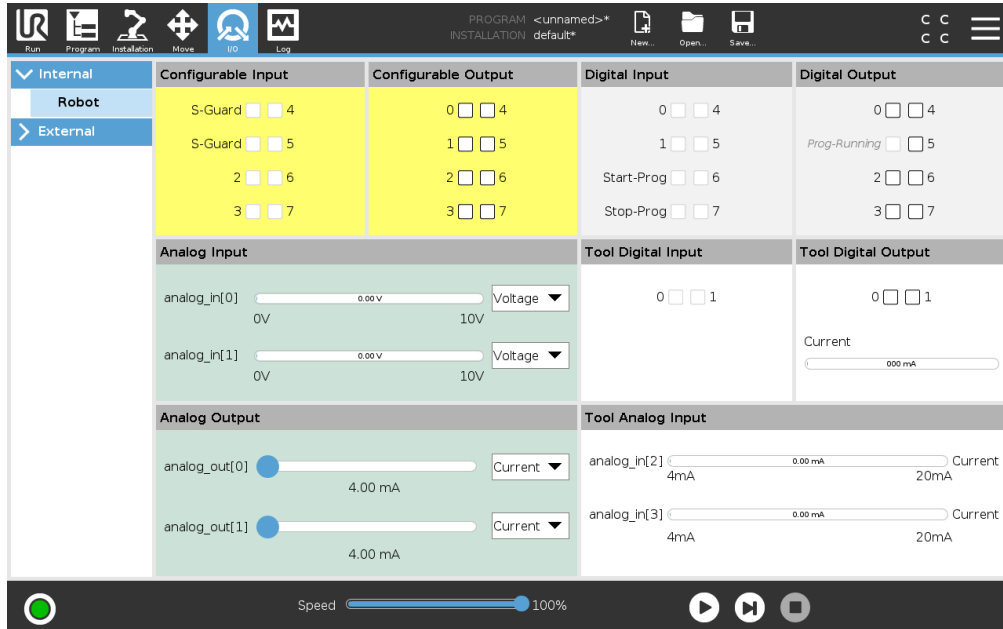 UR
PROGRAM <unnamed>*
INSTALLATION default*
C C
C C
Run Program Installation Move I/O Log New... Open... Save...
Internal
Robot
External
Configurable Input Configurable Output Digital Input Digital Output
S-Guard 4 0 4 0 4 0 4
S-Guard 5 1 5 1 5 Prog-Running 5
2 6 2 6 Start-Prog 6 2 6
3 7 3 7 Stop-Prog 7 3 7
Analog Input Tool Digital Input Tool Digital Output
analog_in[0] 0.00 V Voltage 0 1 0 1
0V 10V
Current
analog_in[1] 0.00 V Voltage 000 mA
0V 10V
Analog Output Tool Analog Input
analog_out[0] Current analog_in[2] 0.00 mA Current
4.00 mA 4mA 20mA
analog_out[1] Current analog_in[3] 0.00 mA Current
4.00 mA 4mA 20mA
Speed 100%